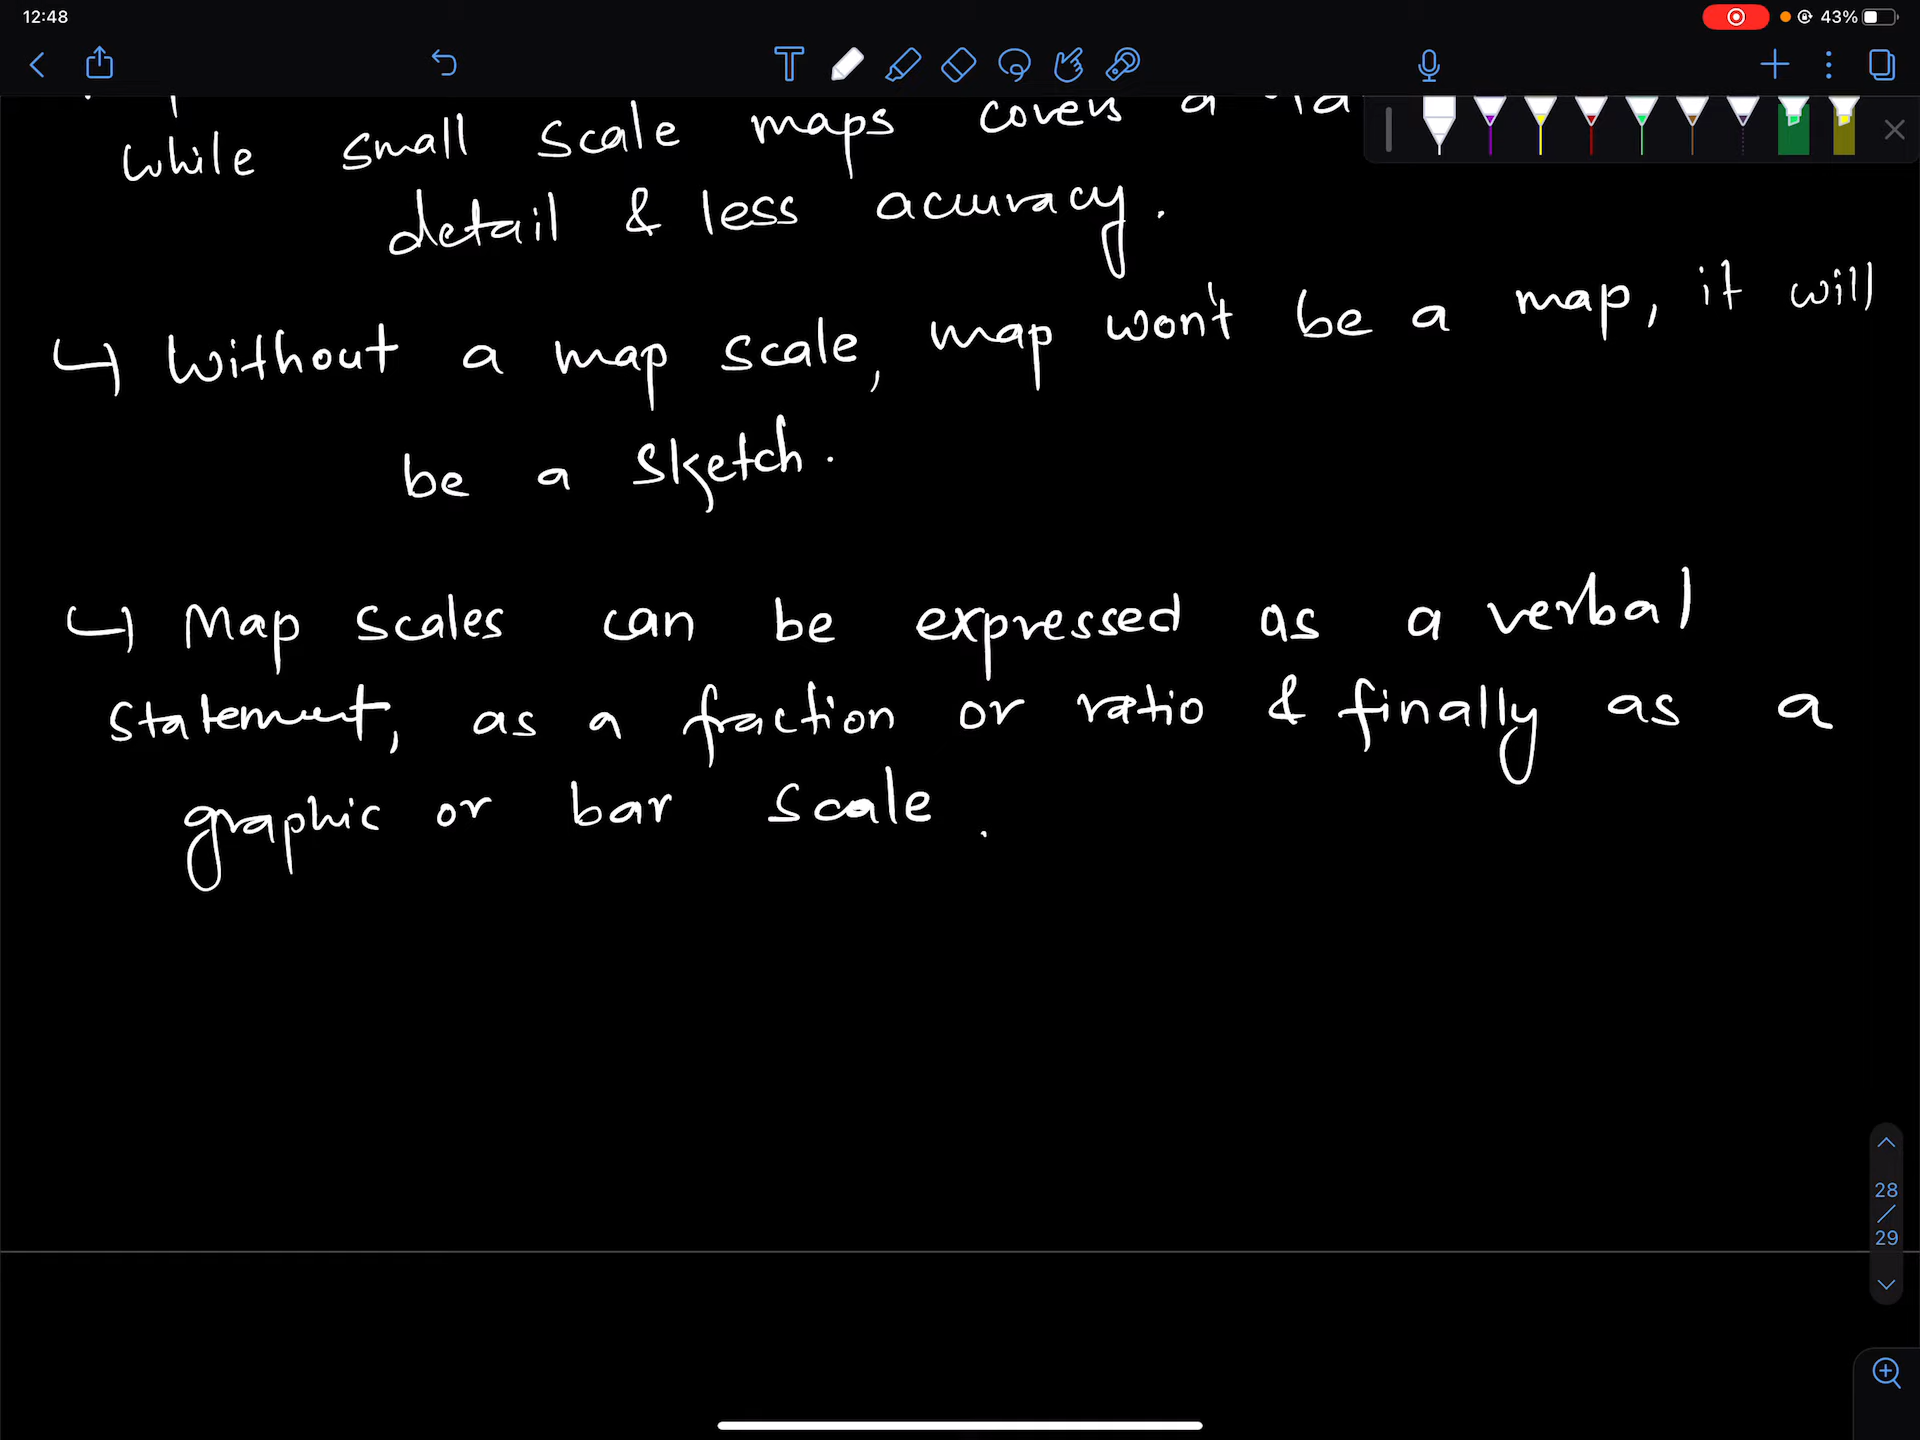 12:48
43%
while small scale maps covers a
detail & less accuracy.
↳ Without a map scale, map won't be a map, it will
be a sketch.
↳ Map scales can be expressed as a verbal
statement, as a fraction or ratio & finally as a
graphic or bar scale.
28
/
29